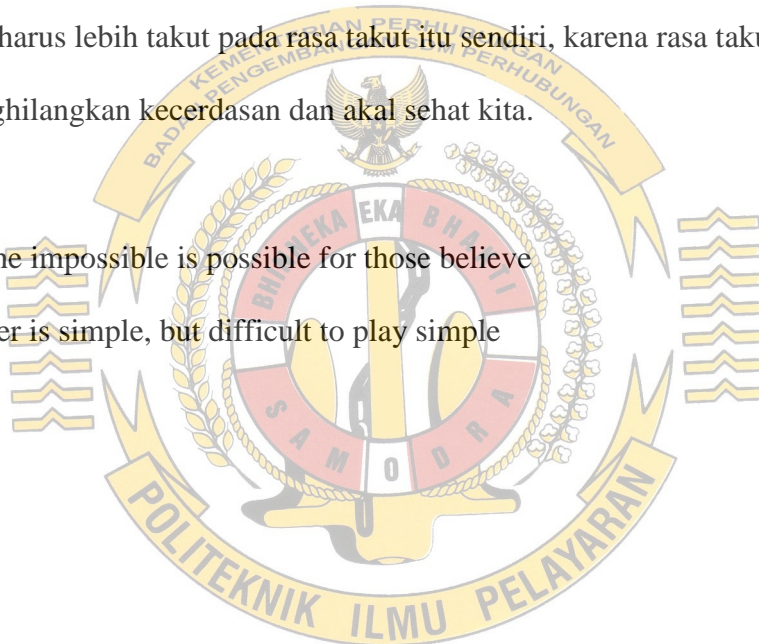 harus lebih takut pada rasa takut itu sendiri, karena rasa taku
ghilangkan kecerdasan dan akal sehat kita.
he impossible is possible for those believe
er is simple, but difficult to play simple
KEMENTERIAN PERHUBUNGAN
BADAN PENGEMBANGAN SDM PERHUBUNGAN
BHINNEKA EKA BHAKTI
SAMODRA
POLITEKNIK ILMU PELAYARAN